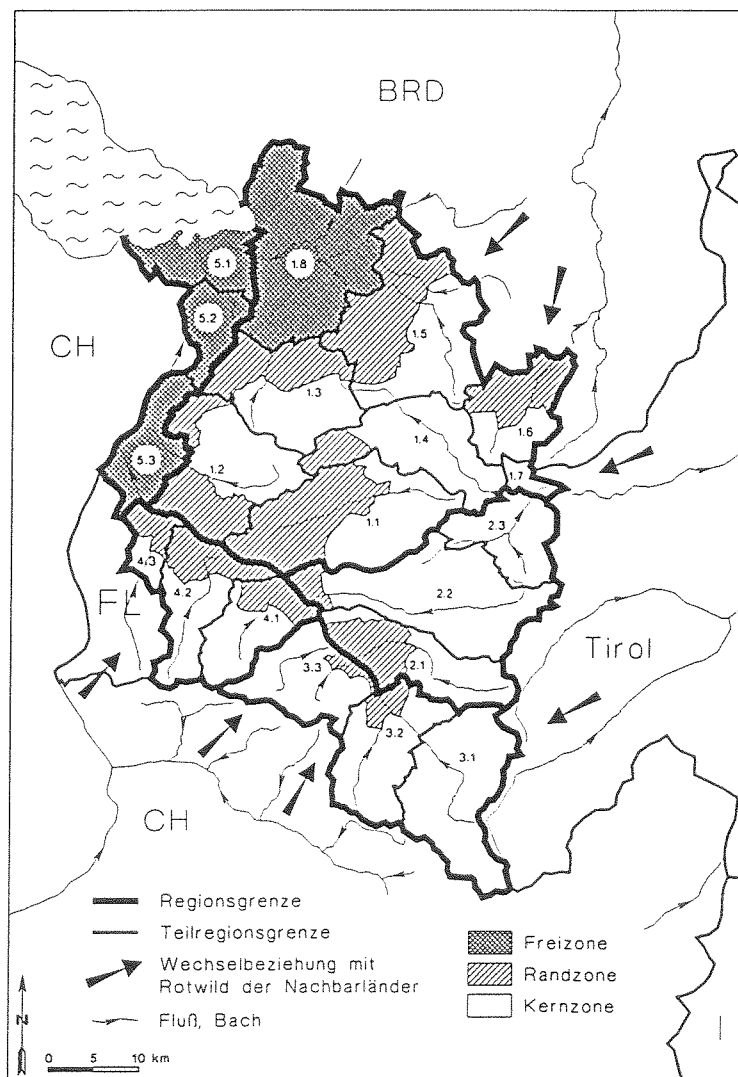 BRD
5.1
1.8
5.2
CH
1.5
1.3
1.6
1.4
5.3
1.2
1.7
1.1
2.3
4.3
4.2
2.2
FL
4.1
Tirol
3.3
2.1
3.2
3.1
CH
Regionsgrenze
Teilregionsgrenze
Wechselbeziehung mit
Rotwild der Nachbarländer
Fluß, Bach
Freizone
Randzone
Kernzone
N
I
0 5 10 km